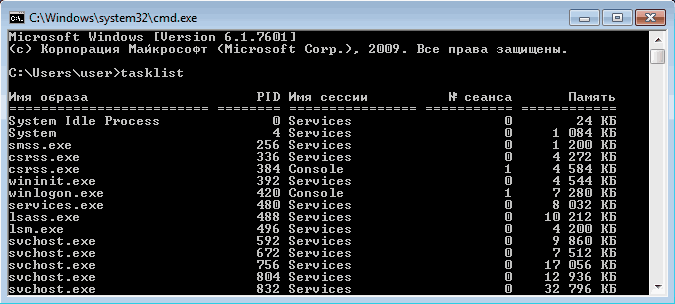 C:\Windows\system32\cmd.exe
Microsoft Windows [Version 6.1.7601]
(c) Корпорация Майкрософт (Microsoft Corp.), 2009. Все права защищены.
C:\Users\user>tasklist
Имя образа                     PID Имя сессии          № сеанса       Память
========================= ======== ================ =========== ============
System Idle Process              0 Services                   0        24 КБ
System                           4 Services                   0     1 084 КБ
smss.exe                       256 Services                   0     1 200 КБ
csrss.exe                      336 Services                   0     4 272 КБ
csrss.exe                      384 Console                    1     4 584 КБ
wininit.exe                    392 Services                   0     4 544 КБ
winlogon.exe                   420 Console                    1     7 280 КБ
services.exe                   480 Services                   0     8 032 КБ
lsass.exe                      488 Services                   0    10 212 КБ
lsm.exe                        496 Services                   0     4 200 КБ
svchost.exe                    592 Services                   0     9 860 КБ
svchost.exe                    672 Services                   0     7 512 КБ
svchost.exe                    756 Services                   0    17 056 КБ
svchost.exe                    804 Services                   0    12 936 КБ
svchost.exe                    832 Services                   0    32 796 КБ